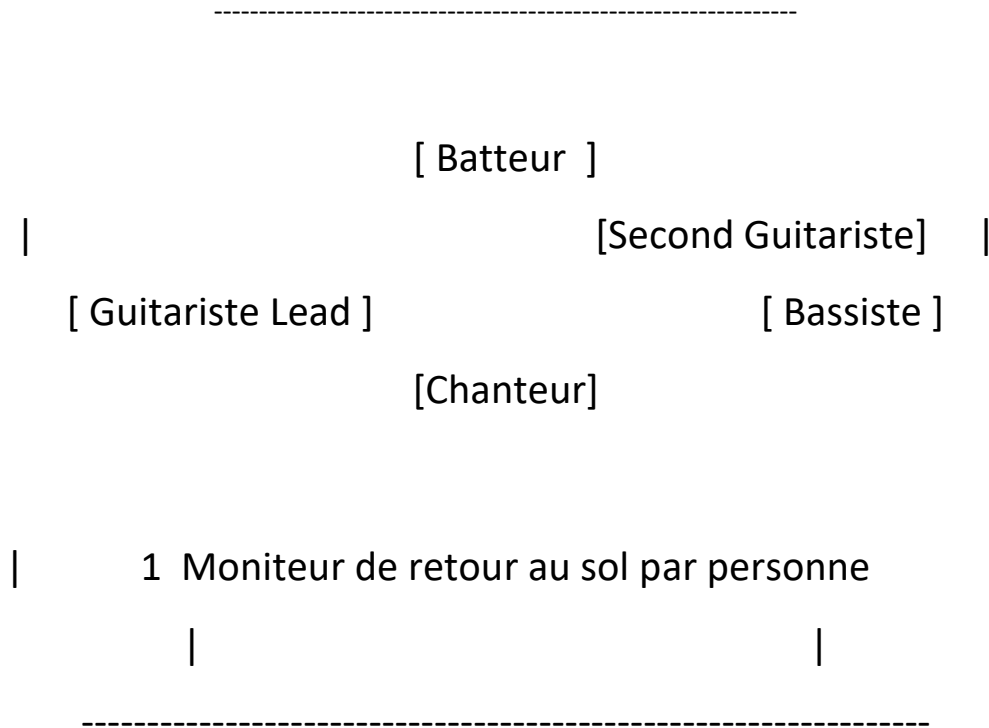 -----------------------------------------------------------------
[ Batteur  ]
|                                                  [Second Guitariste]     |
[ Guitariste Lead ]                                   [ Bassiste ]
[Chanteur]
|          1  Moniteur de retour au sol par personne
|                                                       |
-----------------------------------------------------------------